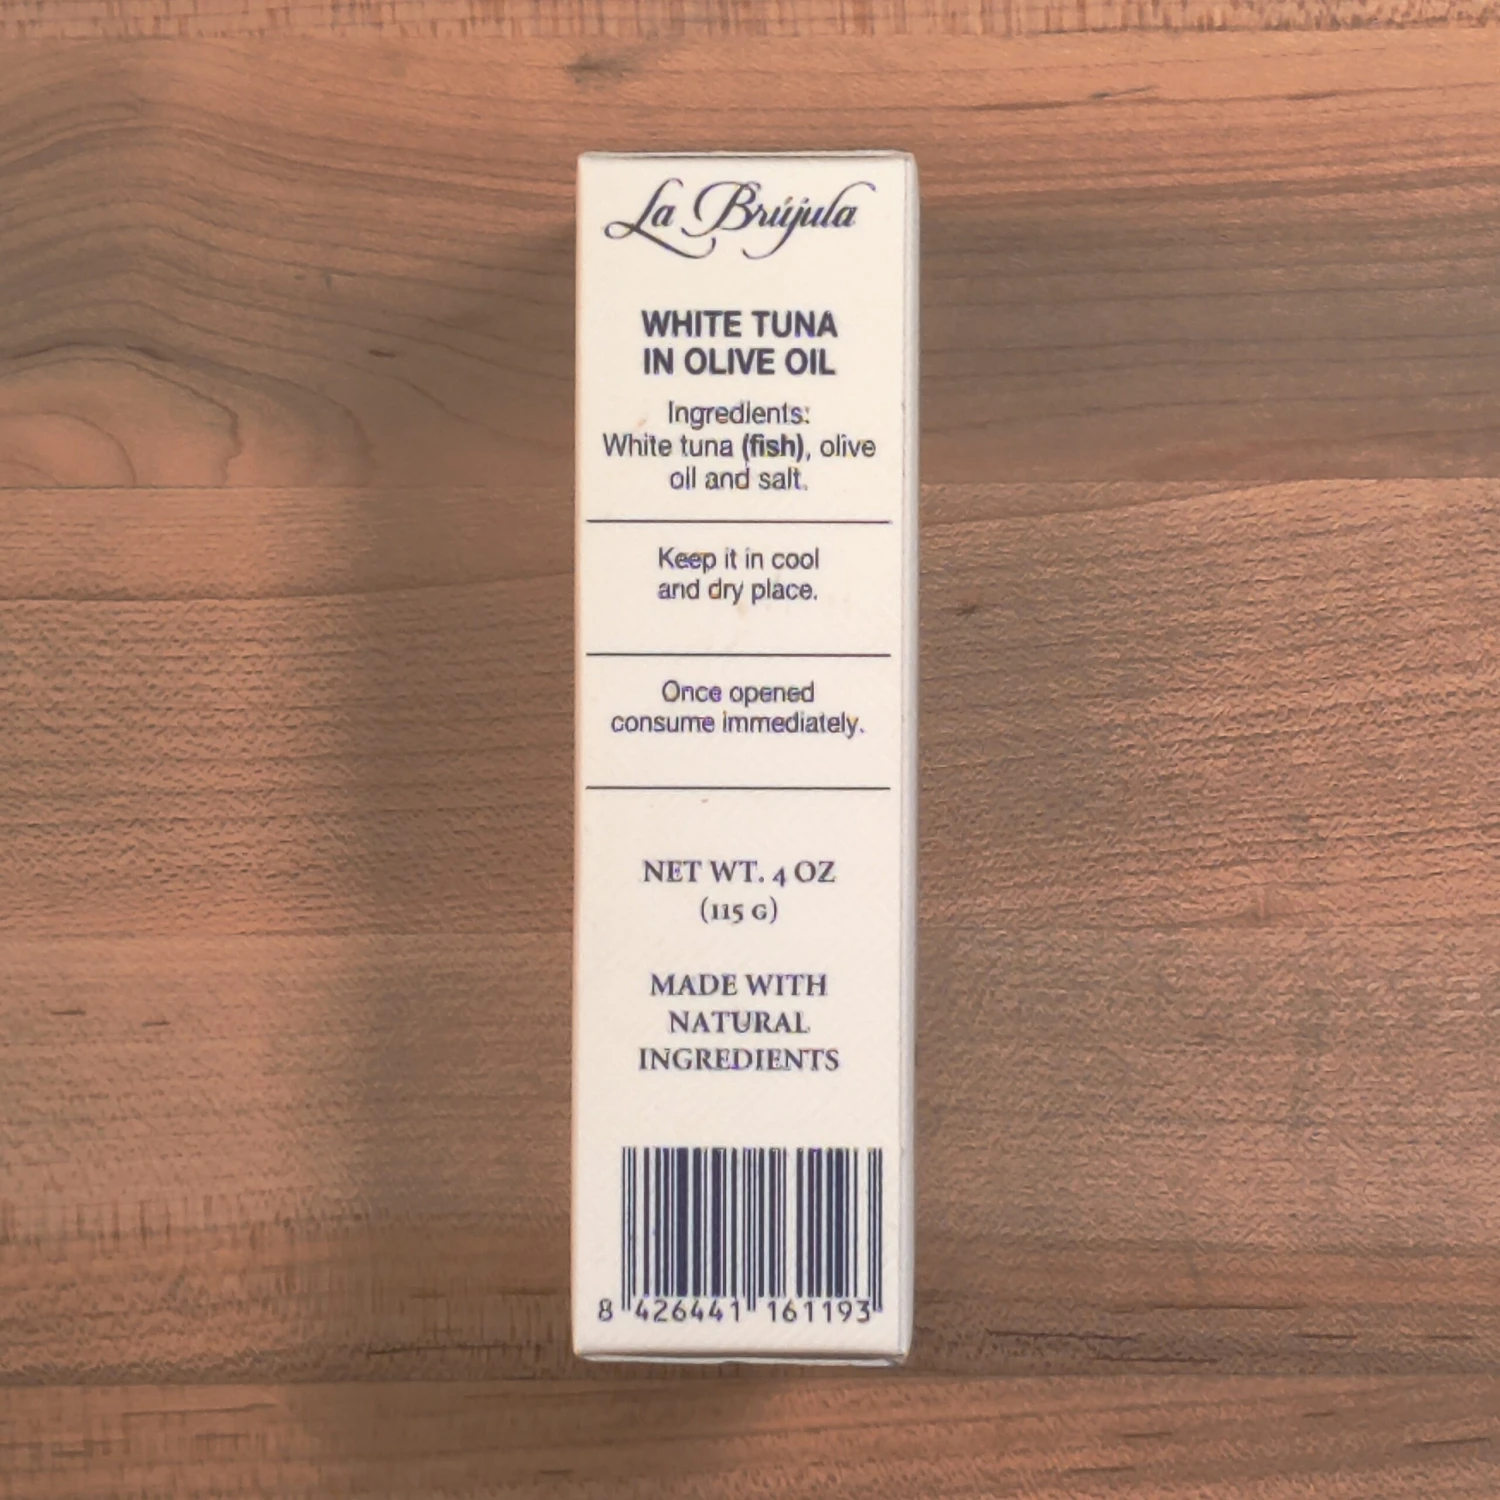 La Brújula
WHITE TUNA
IN OLIVE OIL
Ingredients:
White tuna (fish), olive
oil and salt.
Keep it in cool
and dry place.
Once opened
consume immediately.
NET WT. 4 OZ
(115 G)
MADE WITH
NATURAL
INGREDIENTS
8 426441 161193